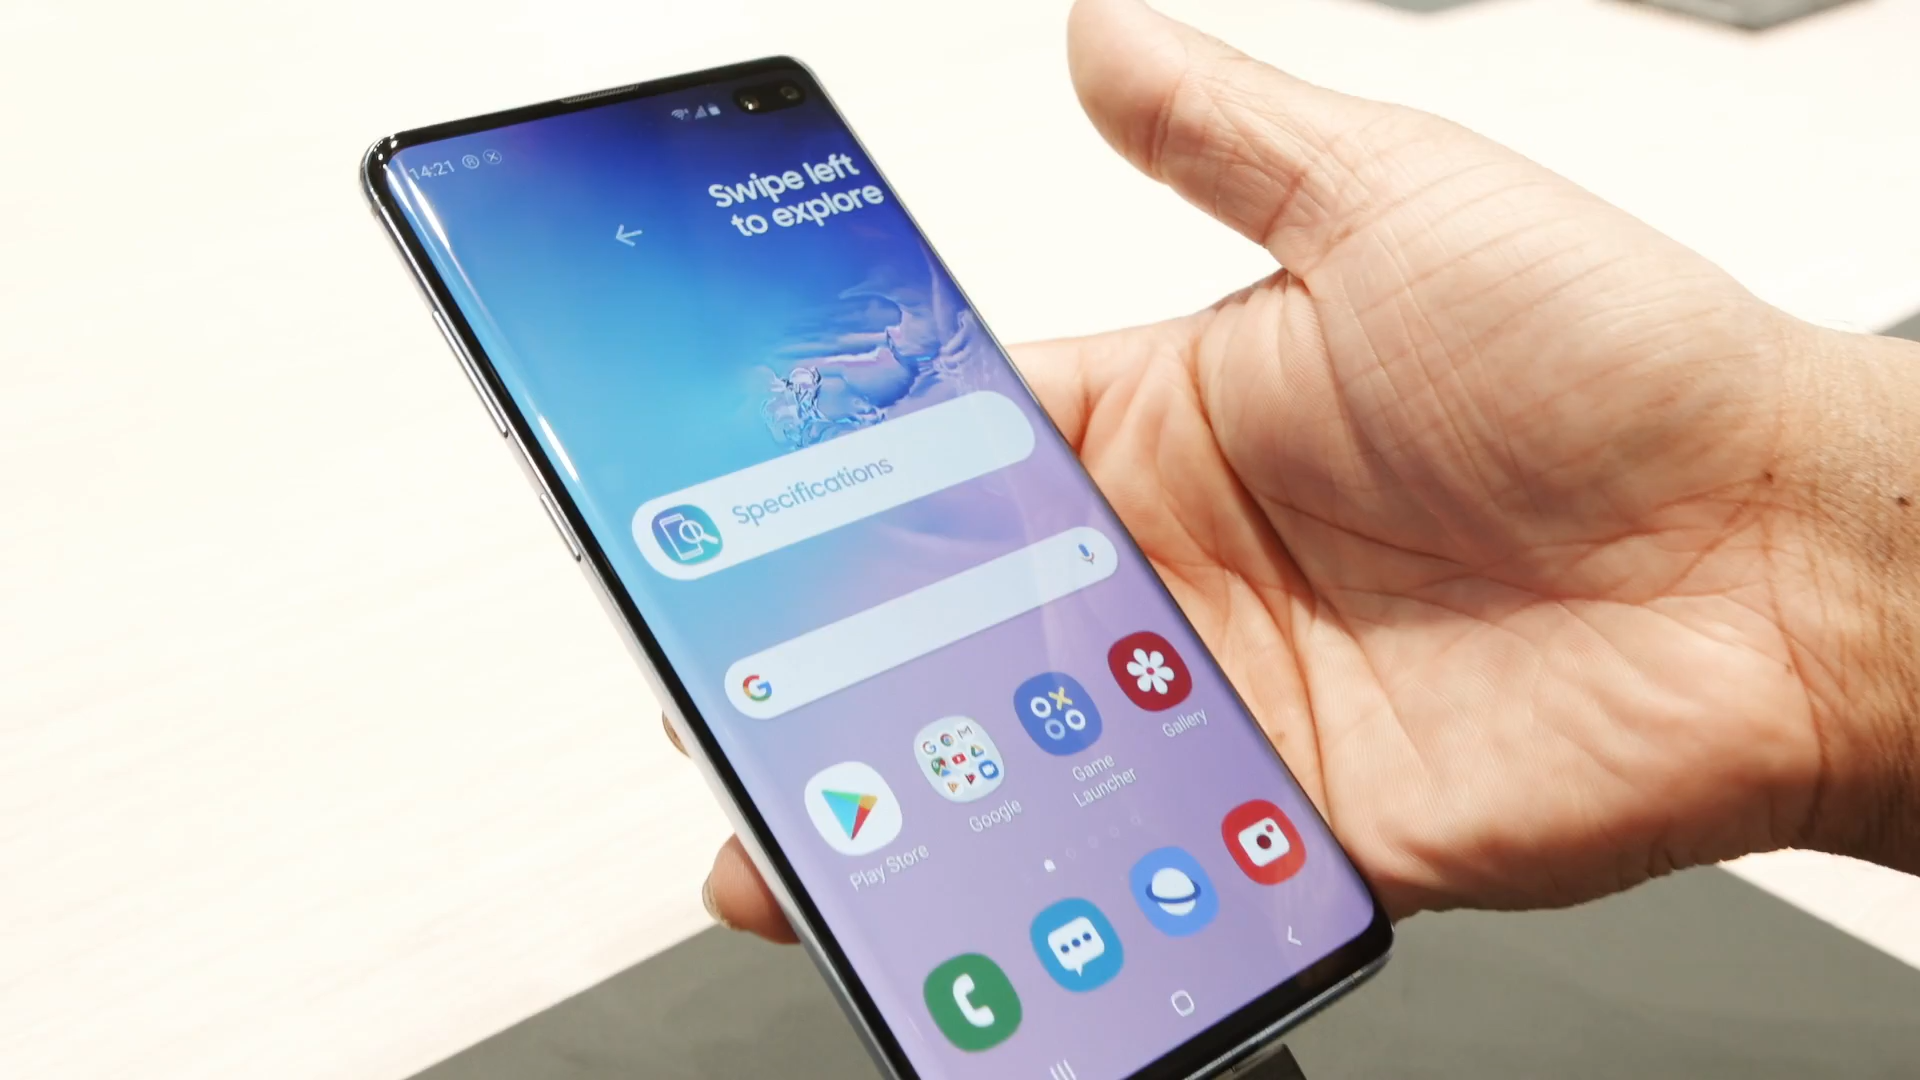 14:21
Swipe left
to explore
Specifications
Play Store
Google
Game
Launcher
Gallery